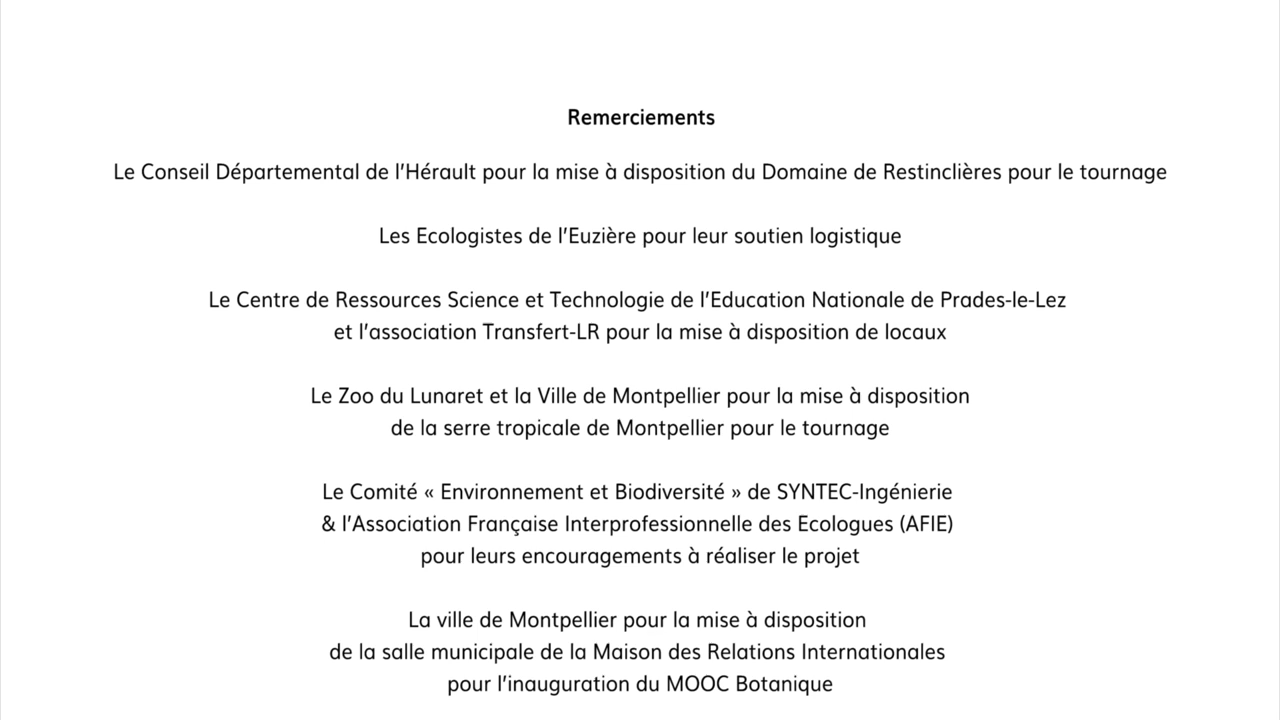 Remerciements
Le Conseil Départemental de l'Hérault pour la mise à disposition du Domaine de Restinclières pour le tournage
Les Ecologistes de l'Euzière pour leur soutien logistique
Le Centre de Ressources Science et Technologie de l'Education Nationale de Prades-le-Lez
et l'association Transfert-LR pour la mise à disposition de locaux
Le Zoo du Lunaret et la Ville de Montpellier pour la mise à disposition
de la serre tropicale de Montpellier pour le tournage
Le Comité « Environnement et Biodiversité » de SYNTEC-Ingénierie
& l'Association Française Interprofessionnelle des Ecologues (AFIE)
pour leurs encouragements à réaliser le projet
La ville de Montpellier pour la mise à disposition
de la salle municipale de la Maison des Relations Internationales
pour l'inauguration du MOOC Botanique